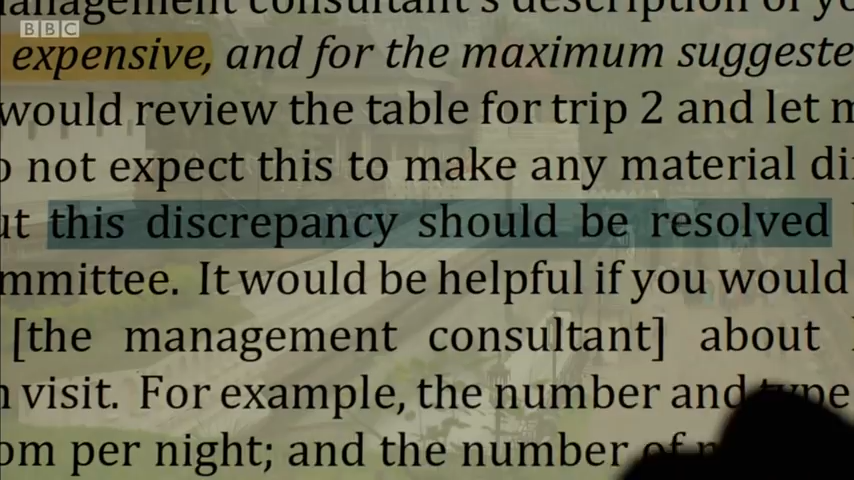 BBC
management consultant's description of yo
expensive, and for the maximum suggeste
would review the table for trip 2 and let m
o not expect this to make any material di
ut this discrepancy should be resolved
mmittee. It would be helpful if you would
[the management consultant] about
n visit. For example, the number and type
om per night; and the number of